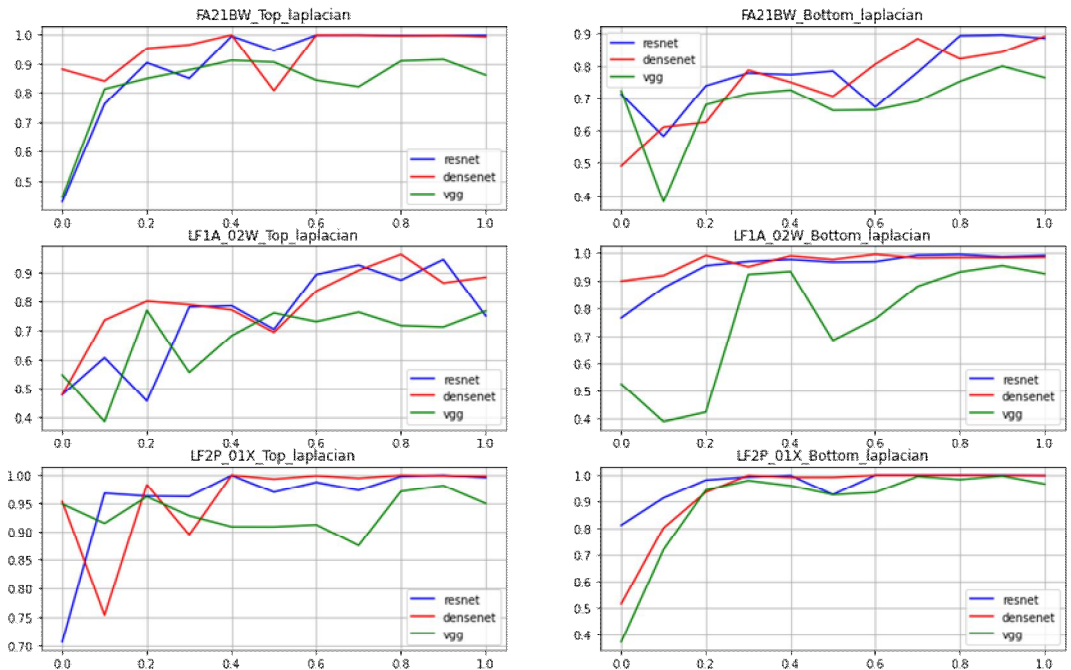 FA21BW_Top_laplacian
1.0
0.9
0.8
0.7
0.6
0.5
resnet
densenet
vgg
0.0 0.2 0.4 0.6 0.8 1.0
FA21BW_Bottom_laplacian
0.9
0.8
0.7
0.6
0.5
0.4
resnet
densenet
vgg
0.0 0.2 0.4 0.6 0.8 1.0
LF1A_02W_Top_laplacian
0.9
0.8
0.7
0.6
0.5
0.4
resnet
densenet
vgg
0.0 0.2 0.4 0.6 0.8 1.0
LF1A_02W_Bottom_laplacian
1.0
0.9
0.8
0.7
0.6
0.5
0.4
resnet
densenet
vgg
0.0 0.2 0.4 0.6 0.8 1.0
LF2P_01X_Top_laplacian
1.00
0.95
0.90
0.85
0.80
0.75
0.70
resnet
densenet
vgg
0.0 0.2 0.4 0.6 0.8 1.0
LF2P_01X_Bottom_laplacian
1.0
0.9
0.8
0.7
0.6
0.5
0.4
resnet
densenet
vgg
0.0 0.2 0.4 0.6 0.8 1.0